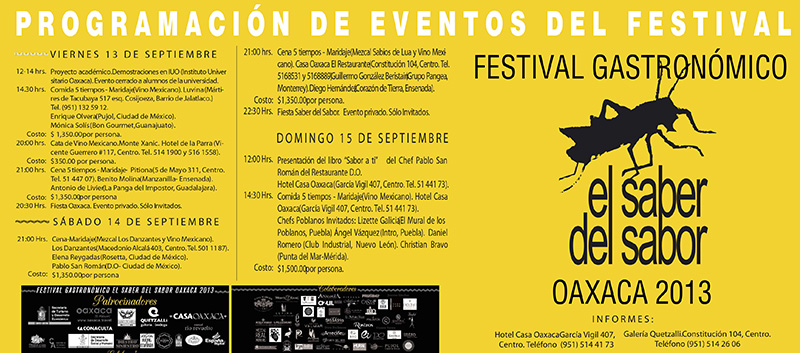 PROGRAMACIÓN DE EVENTOS DEL FESTIVAL
VIERNES 13 DE SEPTIEMBRE
12-14 hrs. Proyecto académico.Demostraciones en IUO (Instituto Univer
sitario Oaxaca). Evento cerrado a alumnos de la universidad.
14.30 hrs. Comida 5 tiempos - Maridaje(Vino Mexicano). Luvina(Márti-
res de Tacubaya 517 esq. Cosijoeza, Barrio de Jalatlaco.)
Tel. (951) 132 59 12.
Enrique Olvera(Pujol, Ciudad de México).
Mónica Solís(Bon Gourmet,Guanajuato).
Costo: $ 1,350.00por persona.
20:00 hrs. Cata de Vino Mexicano.Monte Xanic. Hotel de la Parra (Vi-
cente Guerrero #117, Centro, Tel. 514 1900 y 516 1558).
Costo: $350.00 por persona.
21:00 hrs. Cena 5 tiempos - Maridaje- Pitiona(5 de Mayo 311, Centro,
Tel. 51 447 07). Benito Molina(Manzanilla- Ensenada).
Antonio de Livier(La Panga del Impostor, Guadalajara).
20:30 hrs. Fiesta Oaxaca. Evento privado. Sólo Invitados.
SÁBADO 14 DE SEPTIEMBRE
21:00 Hrs. Cena-Maridaje(Mezcal Los Danzantes y Vino Mexicano).
Los Danzantes(Macedonio Alcalá 403, Centro. Tel. 501 1187).
Elena Reygadas(Rosetta, Ciudad de México).
Pablo San Román(D.O- Ciudad de México).
Costo: $1,350.00por persona
21:00 hrs. Cena 5 tiempos - Maridaje(Mezcal Sabios de Lua y Vino Mexi
cano). Casa Oaxaca El Restaurante(Constitución 104, Centro. Tel.
5168531 y 5168889)Guillermo González Beristain(Grupo Pangea,
Monterrey).Diego Hernández(Corazón de Tierra, Ensenada).
Costo: $1,350.00por persona.
22:30 Hrs. Fiesta Saber del Sabor. Evento privado. Sólo Invitados.
DOMINGO 15 DE SEPTIEMBRE
12:00 Hrs. Presentación del libro "Sabor a ti" del Chef Pablo San
Román del Restaurante D.O.
Hotel Casa Oaxaca(García Vigil 407, Centro. Tel. 51 441 73).
14:30 Hrs. Comida 5 tiempos - Maridaje(Vino Mexicano). Hotel Casa
Oaxaca(García Vigil 407, Centro. Tel. 51 441 73).
Chefs Poblanos Invitados: Lizette Galicia(El Mural de los
Poblanos, Puebla) Ángel Vázquez(Intro, Puebla). Daniel
Romero (Club Industrial, Nuevo León). Christian Bravo
(Punta del Mar-Mérida).
Costo: $1,500.00por persona.
FESTIVAL GASTRONÓMICO
el saber
del sabor
OAXACA 2013
INFORMES:
Hotel Casa OaxacaGarcía Vigil 407,
Centro. Teléfono (951) 514 41 73
Galería Quetzalli.Constitución 104, Centro.
Teléfono (951) 514 26 06
FESTIVAL GASTRONÓMICO EL SABER DEL SABOR OAXACA 2013
Patrocinadores
oaxaca
QUETZALLI
CASAOAXACA
CONACULTA
España
Colaboradores